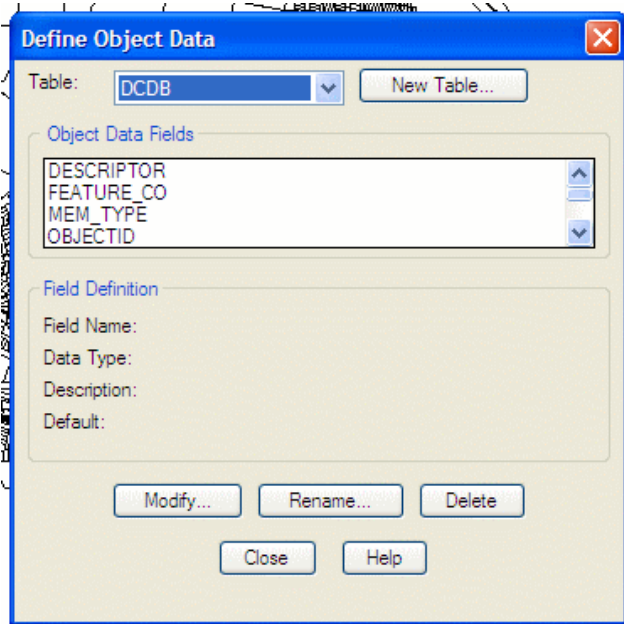 Define Object Data
Table: DCDB New Table...
Object Data Fields
DESCRIPTOR
FEATURE_CO
MEM_TYPE
OBJECTID
Field Definition
Field Name:
Data Type:
Description:
Default:
Modify... Rename... Delete
Close Help